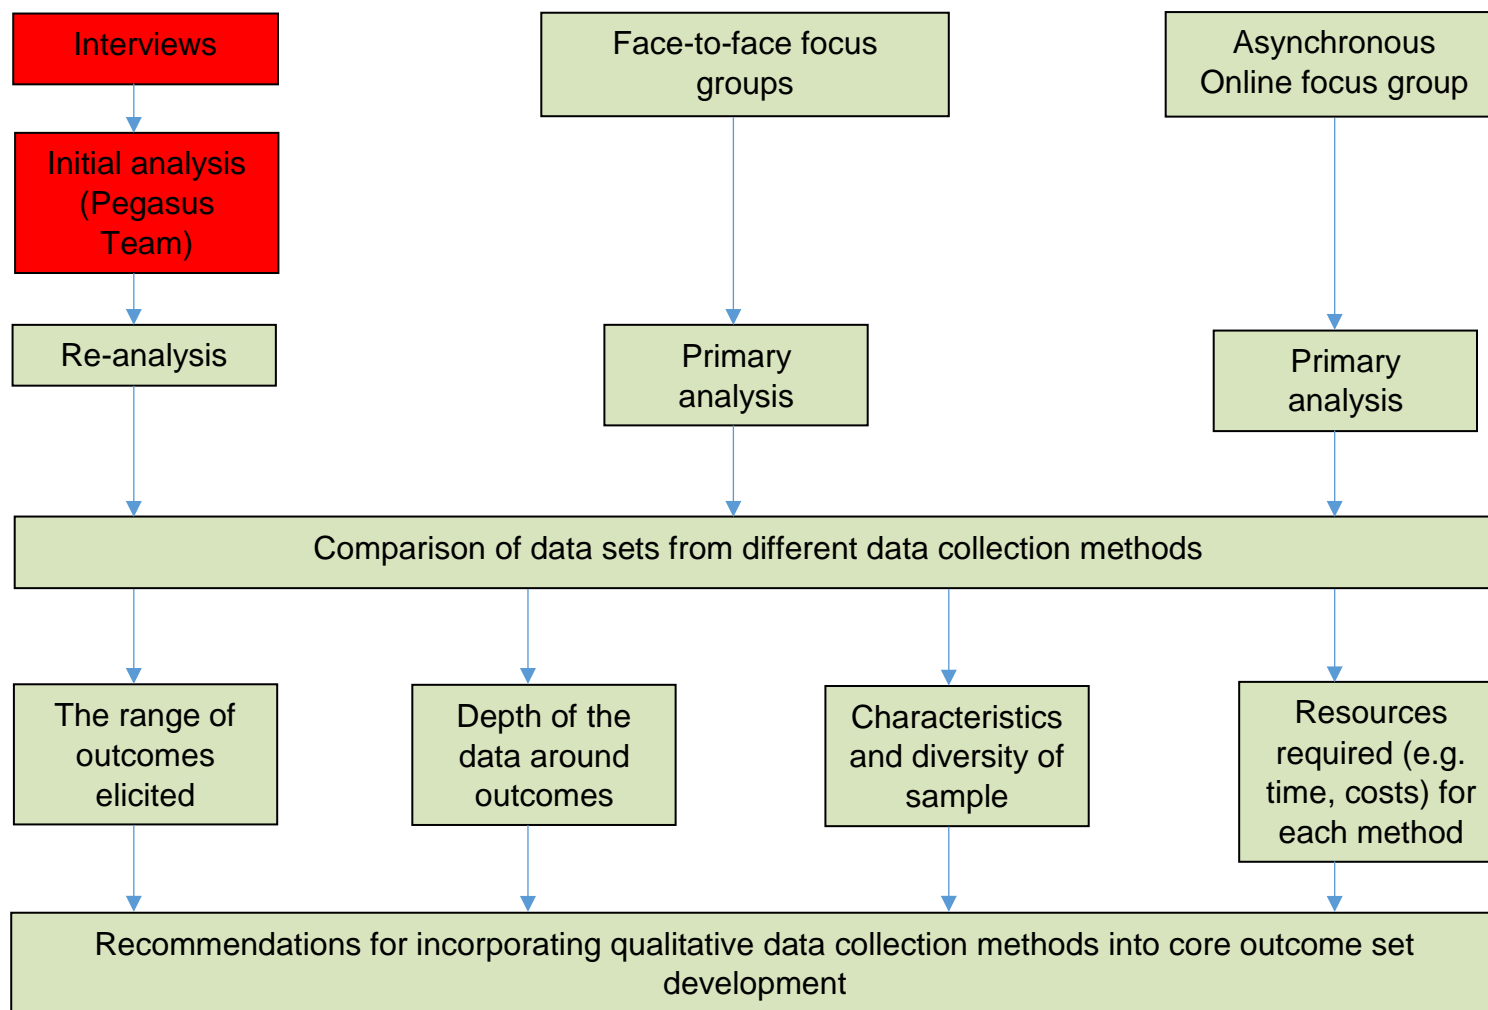 Interviews
Face-to-face focus
groups
Asynchronous
Online focus group
Initial analysis
(Pegasus
Team)
Re-analysis
Primary
analysis
Primary
analysis
Comparison of data sets from different data collection methods
The range of
outcomes
elicited
Depth of the
data around
outcomes
Characteristics
and diversity of
sample
Resources
required (e.g.
time, costs) for
each method
Recommendations for incorporating qualitative data collection methods into core outcome set
development